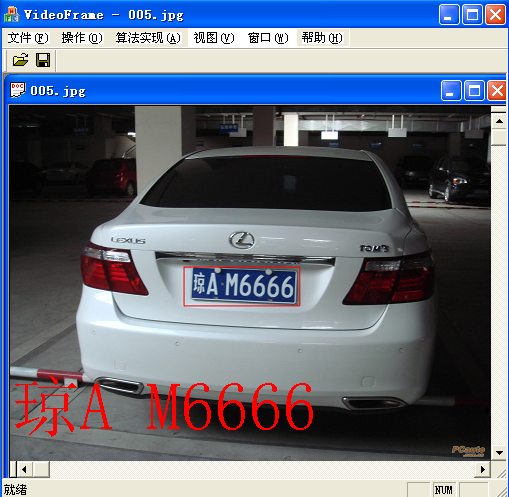 VideoFrame - 005.jpg
文件(F) 操作(O) 算法实现(A) 视图(V) 窗口(W) 帮助(H)
005.jpg
LEXUS
琼A·M6666
琼A M6666
PCauto
就绪
NUM